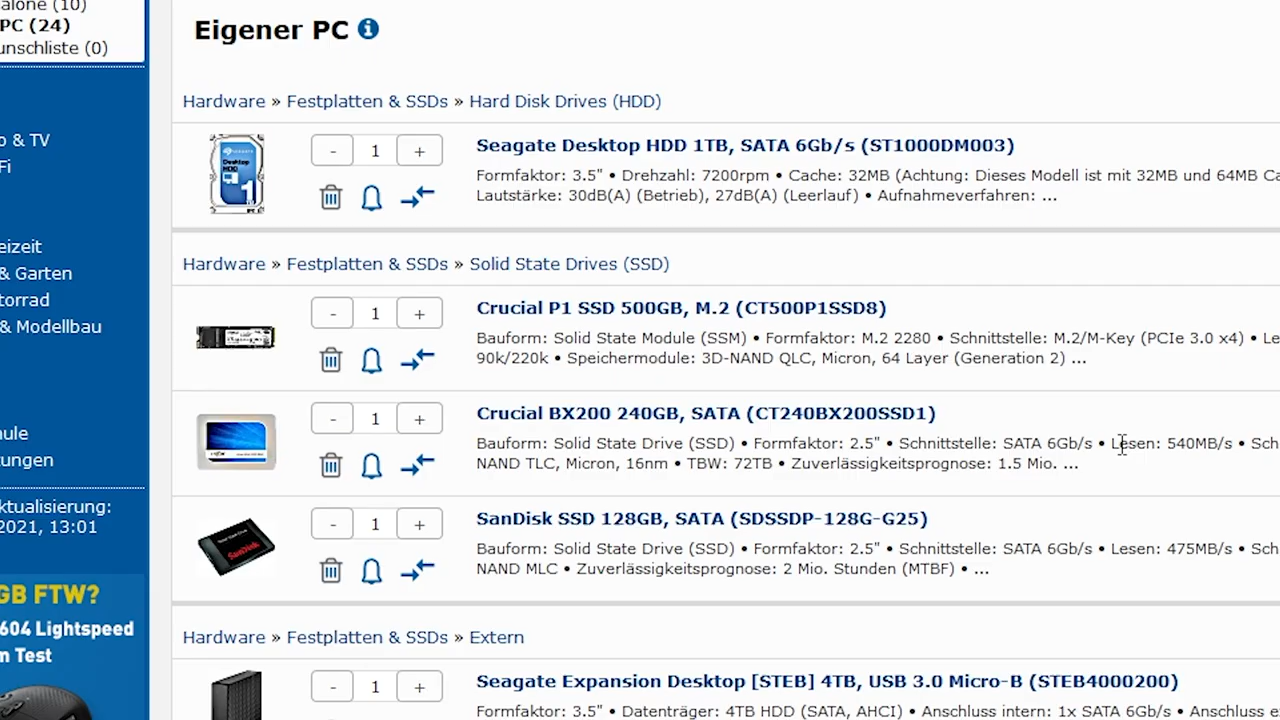 alone (10)
PC (24)
unschliste (0)
o & TV
Fi
eizeit
& Garten
torrad
& Modellbau
ule
tungen
ktualisierung:
2021, 13:01
GB FTW?
604 Lightspeed
m Test
Eigener PC
Hardware » Festplatten & SSDs » Hard Disk Drives (HDD)
- 1 +
Seagate Desktop HDD 1TB, SATA 6Gb/s (ST1000DM003)
Formfaktor: 3.5" • Drehzahl: 7200rpm • Cache: 32MB (Achtung: Dieses Modell ist mit 32MB und 64MB Ca
Lautstärke: 30dB(A) (Betrieb), 27dB(A) (Leerlauf) • Aufnahmeverfahren: ...
Hardware » Festplatten & SSDs » Solid State Drives (SSD)
- 1 +
Crucial P1 SSD 500GB, M.2 (CT500P1SSD8)
Bauform: Solid State Module (SSM) • Formfaktor: M.2 2280 • Schnittstelle: M.2/M-Key (PCIe 3.0 x4) • Le
90k/220k • Speichermodule: 3D-NAND QLC, Micron, 64 Layer (Generation 2) ...
- 1 +
Crucial BX200 240GB, SATA (CT240BX200SSD1)
Bauform: Solid State Drive (SSD) • Formfaktor: 2.5" • Schnittstelle: SATA 6Gb/s • Lesen: 540MB/s • Sch
NAND TLC, Micron, 16nm • TBW: 72TB • Zuverlässigkeitsprognose: 1.5 Mio. ...
- 1 +
SanDisk SSD 128GB, SATA (SDSSDP-128G-G25)
Bauform: Solid State Drive (SSD) • Formfaktor: 2.5" • Schnittstelle: SATA 6Gb/s • Lesen: 475MB/s • Sch
NAND MLC • Zuverlässigkeitsprognose: 2 Mio. Stunden (MTBF) • ...
Hardware » Festplatten & SSDs » Extern
- 1 +
Seagate Expansion Desktop [STEB] 4TB, USB 3.0 Micro-B (STEB4000200)
Formfaktor: 3.5" • Datenträger: 4TB HDD (SATA, AHCI) • Anschluss intern: 1x SATA 6Gb/s • Anschluss e